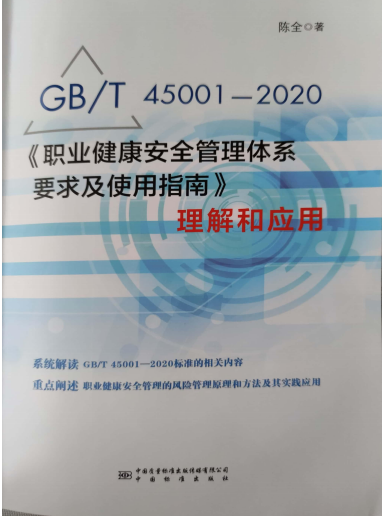 陈全◎著
GB/T 45001—2020
《职业健康安全管理体系
要求及使用指南》
理解和应用
系统解读 GB/T 45001—2020标准的相关内容
重点阐述 职业健康安全管理的风险管理原理和方法及其实践应用
中国质量标准出版传媒有限公司
中国标准出版社